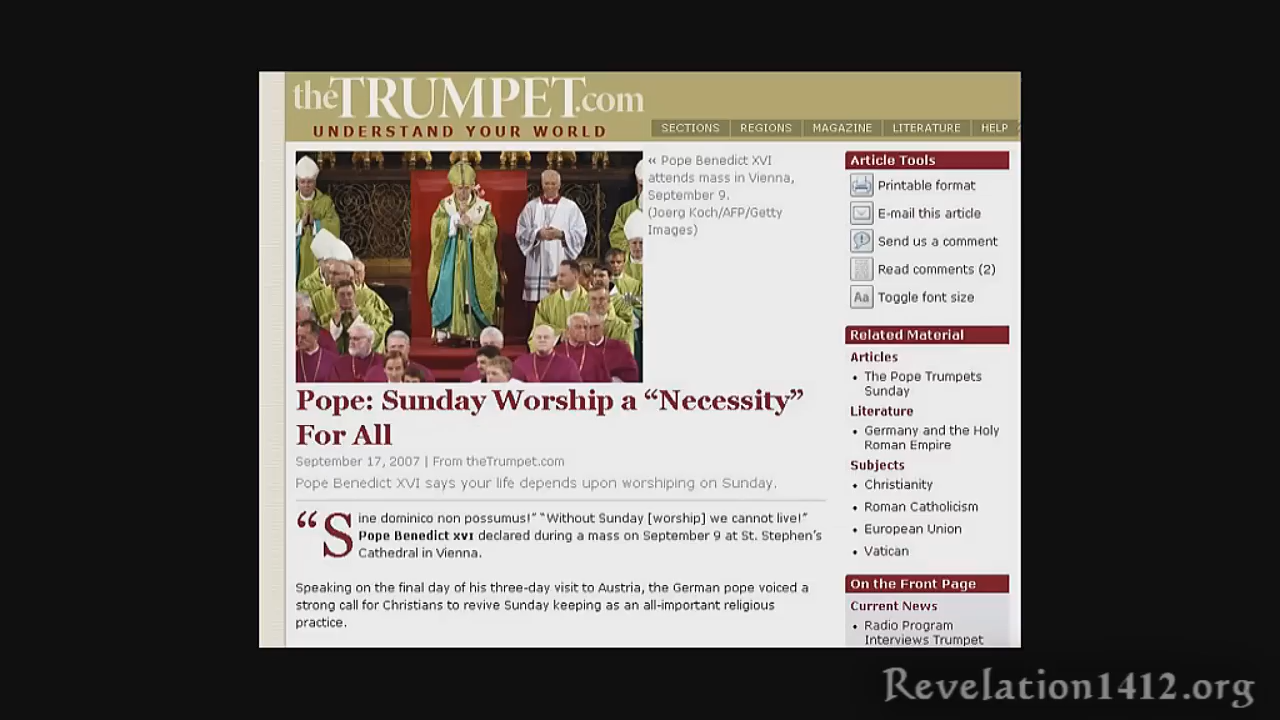 theTRUMPET.com
UNDERSTAND YOUR WORLD
SECTIONS REGIONS MAGAZINE LITERATURE HELP
‹‹ Pope Benedict XVI
attends mass in Vienna,
September 9.
(Joerg Koch/AFP/Getty
Images)
Pope: Sunday Worship a “Necessity”
For All
September 17, 2007 | From theTrumpet.com
Pope Benedict XVI says your life depends upon worshiping on Sunday.
“Sine dominico non possumus!” “Without Sunday [worship] we cannot live!”
Pope Benedict XVI declared during a mass on September 9 at St. Stephen’s
Cathedral in Vienna.
Speaking on the final day of his three-day visit to Austria, the German pope voiced a
strong call for Christians to revive Sunday keeping as an all-important religious
practice.
Article Tools
Printable format
E-mail this article
Send us a comment
Read comments (2)
Aa Toggle font size
Related Material
Articles
• The Pope Trumpets
Sunday
Literature
• Germany and the Holy
Roman Empire
Subjects
• Christianity
• Roman Catholicism
• European Union
• Vatican
On the Front Page
Current News
• Radio Program
Interviews Trumpet
Revelation1412.org